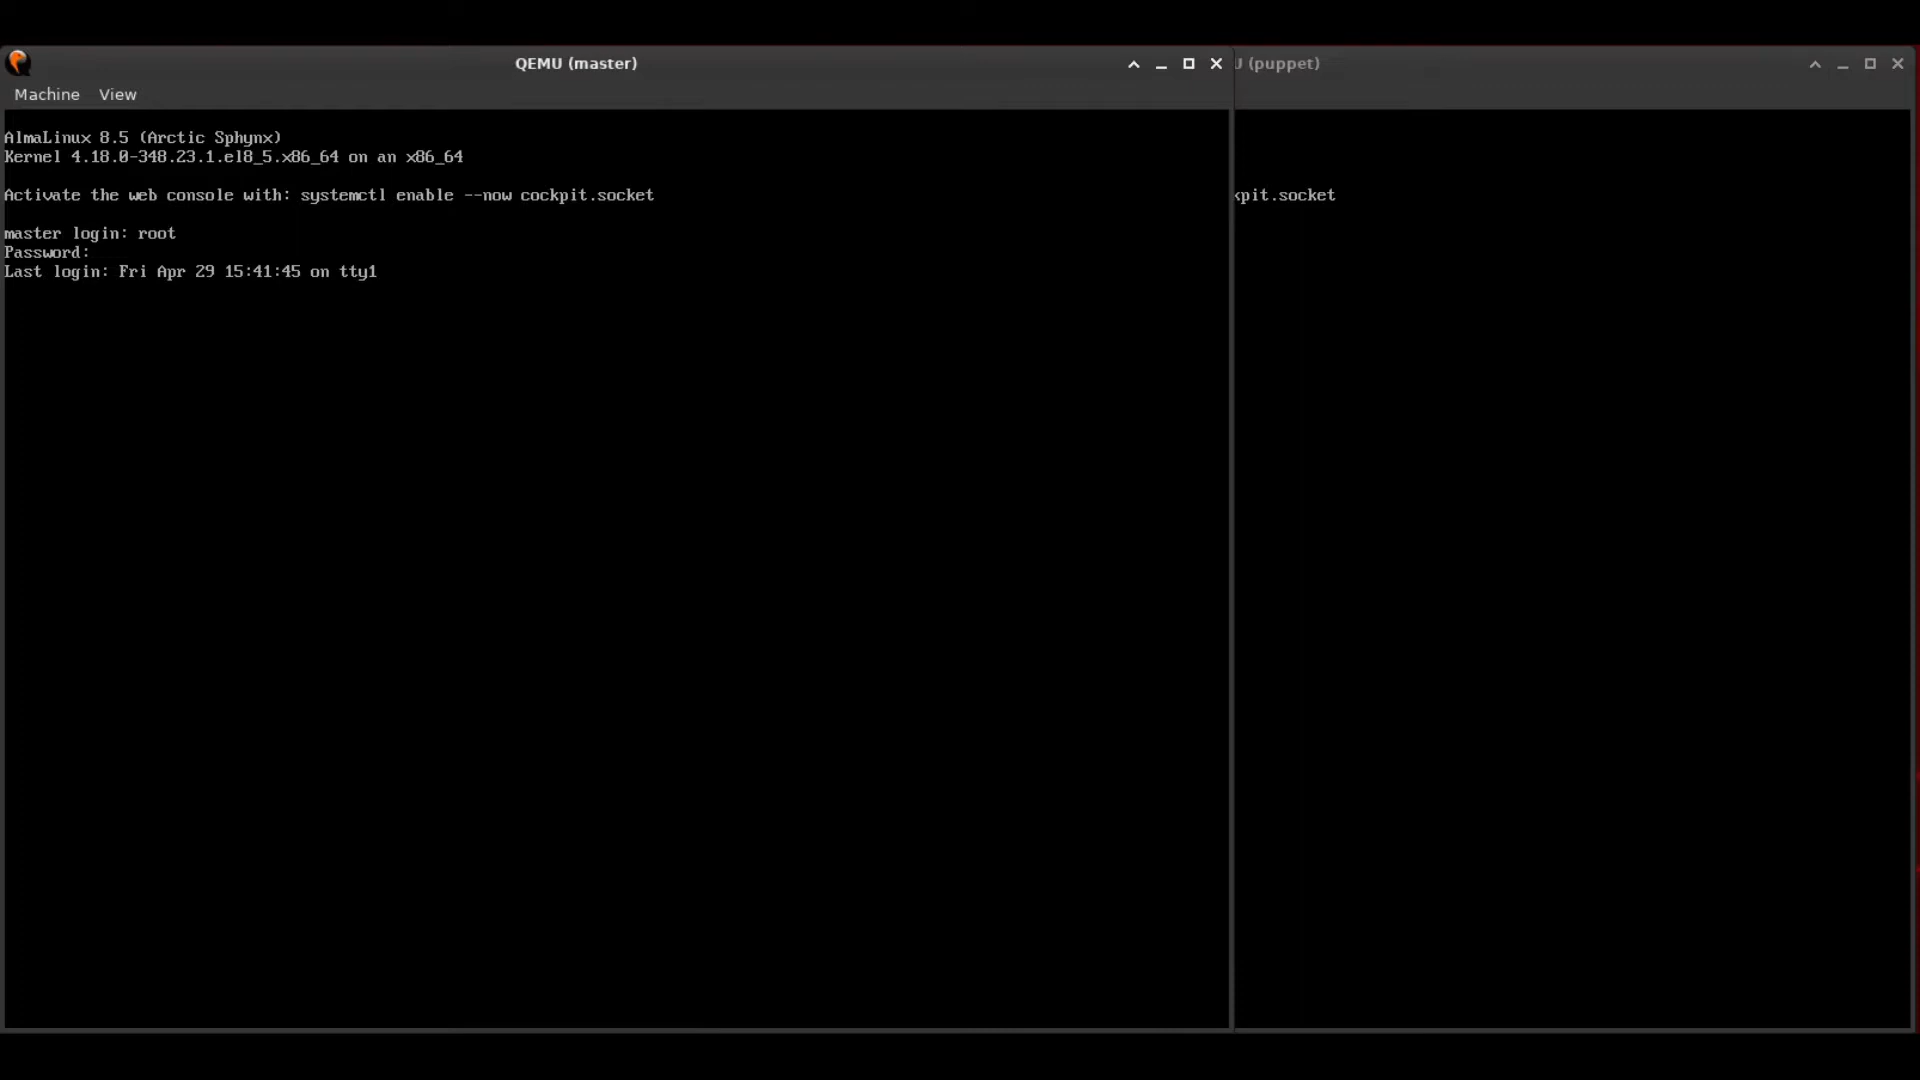 QEMU (master)
(puppet)
Machine View
AlmaLinux 8.5 (Arctic Sphynx)
Kernel 4.18.0-348.23.1.el8_5.x86_64 on an x86_64
Activate the web console with: systemctl enable --now cockpit.socket
kpit.socket
master login: root
Password:
Last login: Fri Apr 29 15:41:45 on tty1